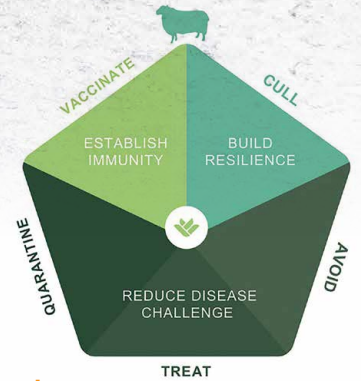 VACCINATE
CULL
ESTABLISH
IMMUNITY
BUILD
RESILIENCE
QUARANTINE
AVOID
REDUCE DISEASE
CHALLENGE
TREAT